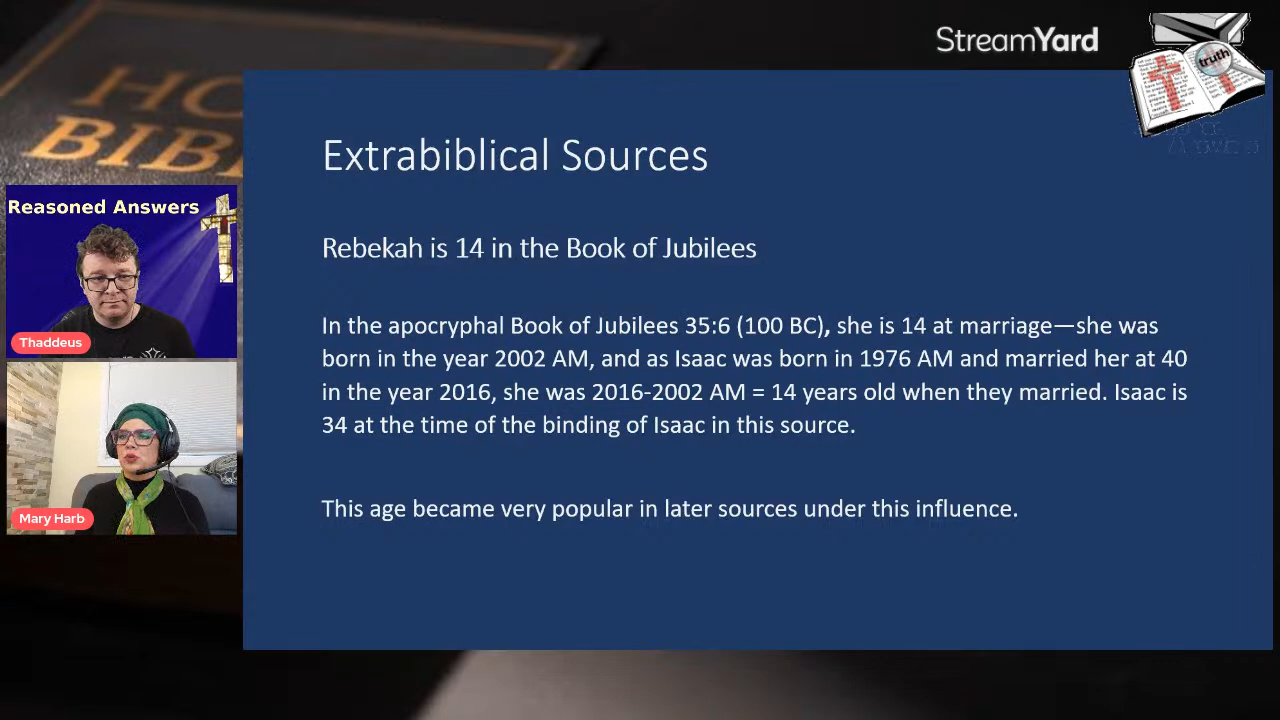 StreamYard
HO
BIB
truth
Extrabiblical Sources
Reasoned Answers
Rebekah is 14 in the Book of Jubilees
In the apocryphal Book of Jubilees 35:6 (100 BC), she is 14 at marriage—she was
born in the year 2002 AM, and as Isaac was born in 1976 AM and married her at 40
in the year 2016, she was 2016-2002 AM = 14 years old when they married. Isaac is
34 at the time of the binding of Isaac in this source.
Thaddeus
This age became very popular in later sources under this influence.
Mary Harb